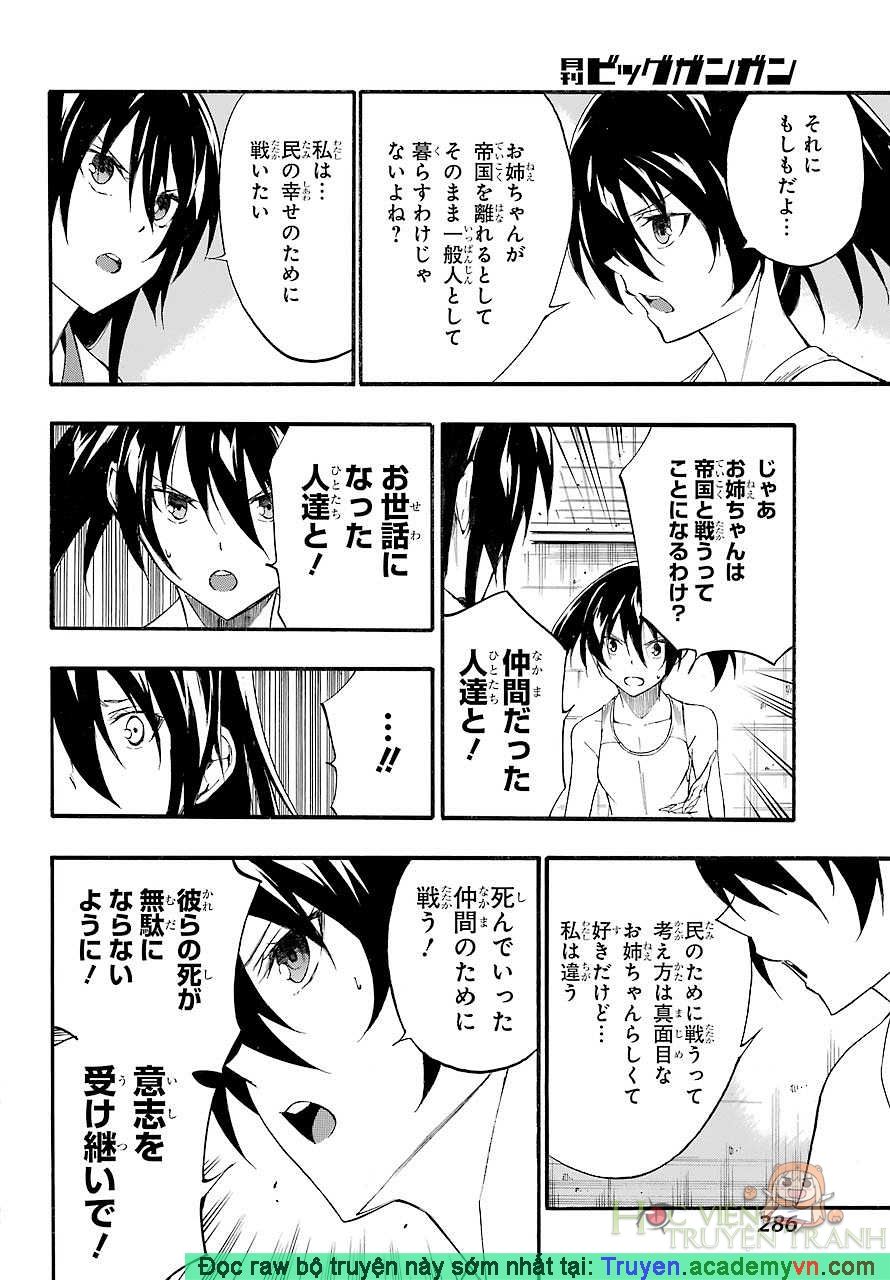 月刊ビッグガンガン
それに
もしもだよ…
お姉ちゃんが
帝国を離れるとして
そのまま一般人として
暮らすわけじゃ
ないよね?
私は…
民の幸せのために
戦いたい
じゃあ
お姉ちゃんは
帝国と戦うって
ことになるわけ?
仲間だった
人達と!
お世話に
なった
人達と!
…!!
民のために戦うって
考え方は真面目な
お姉ちゃんらしくて
好きだけど…
私は違う
死んでいった
仲間のために
戦う!
彼らの死が
無駄に
ならない
ように!
意志を
受け継いで!
286
HỌC VIỆN
TRUYỆN TRANH
Đọc raw bộ truyện này sớm nhất tại: Truyen.academyvn.com